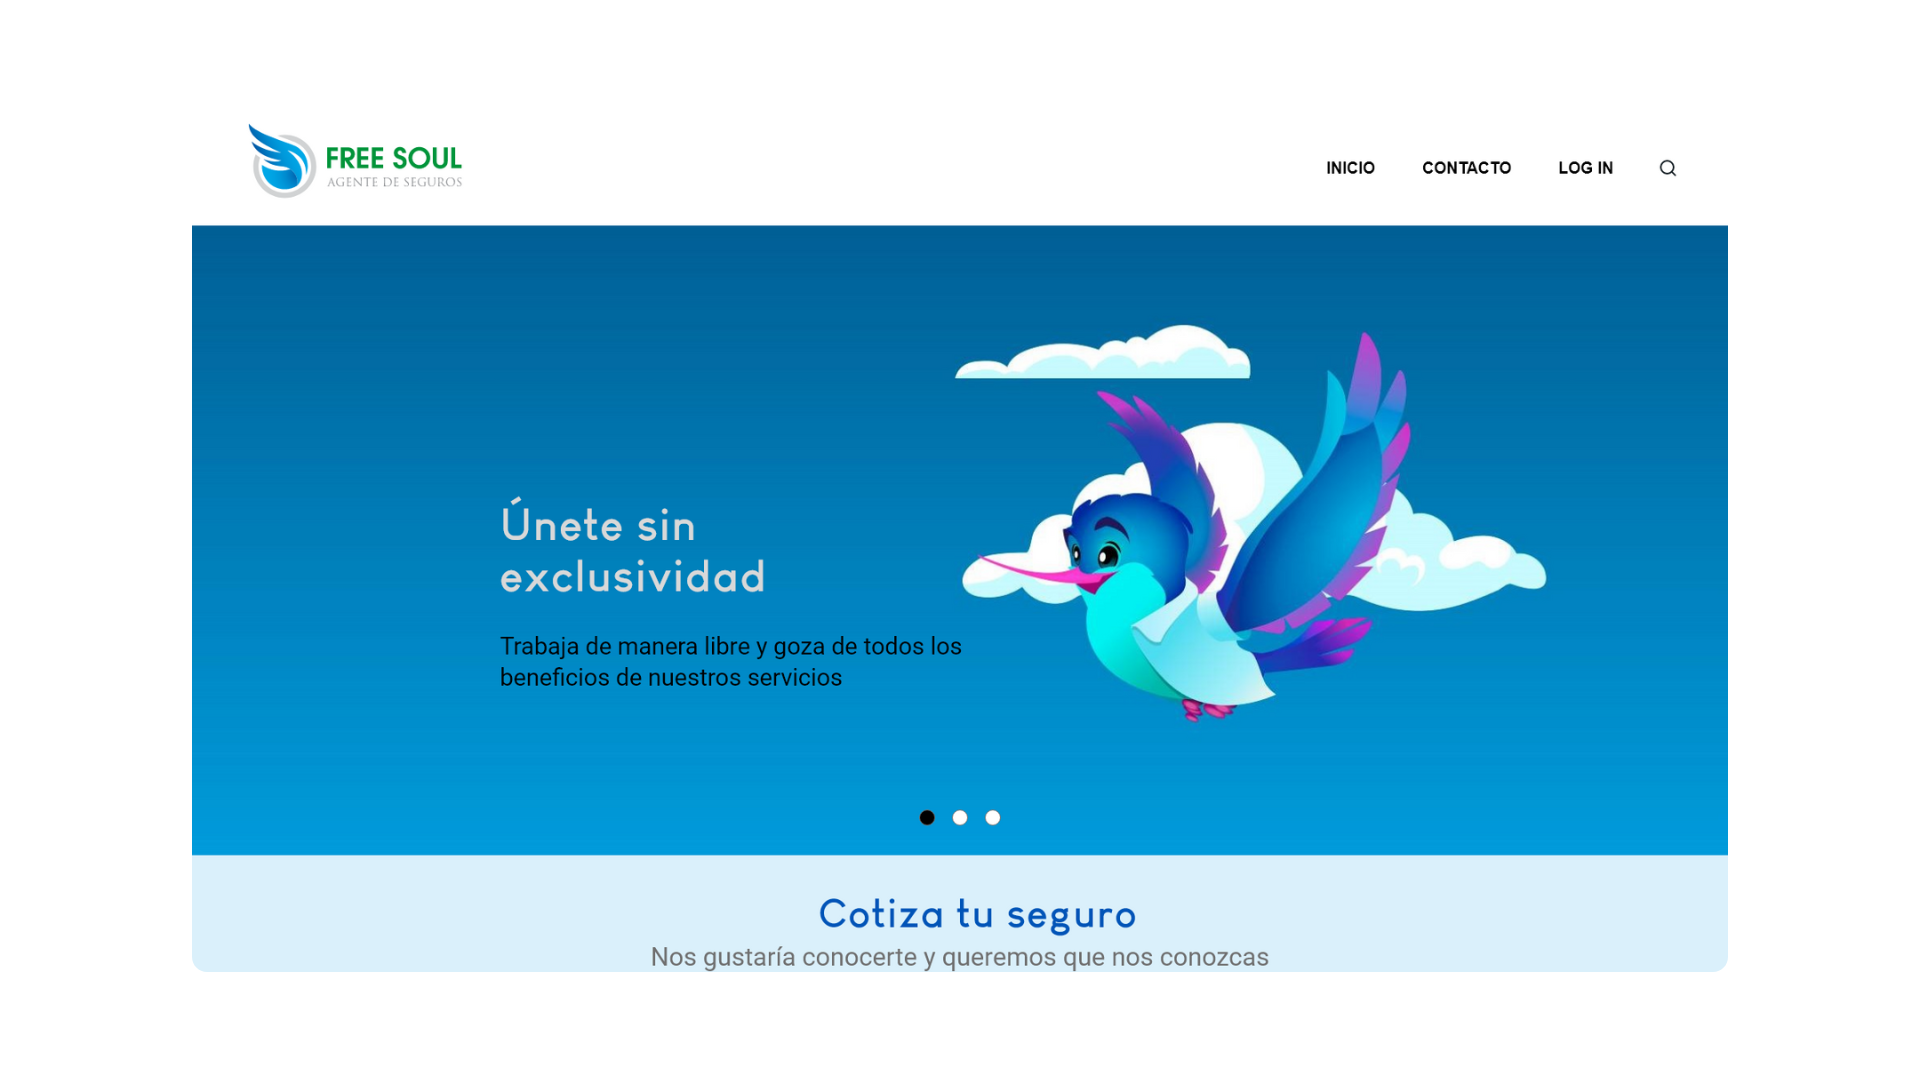 FREE SOUL
AGENTE DE SEGUROS
INICIO CONTACTO LOG IN
Únete sin
exclusividad
Trabaja de manera libre y goza de todos los
beneficios de nuestros servicios
Cotiza tu seguro
Nos gustaría conocerte y queremos que nos conozcas